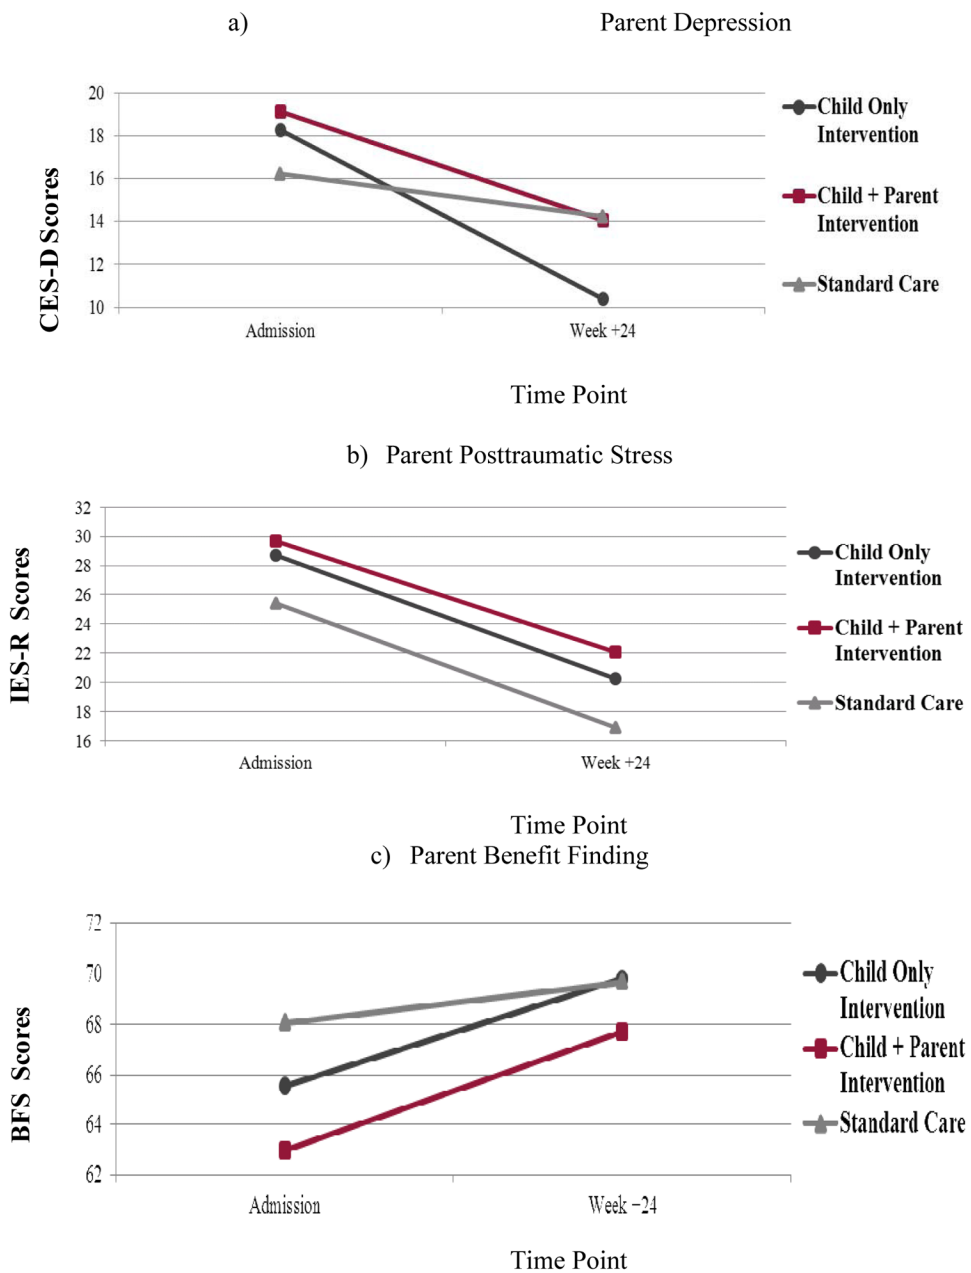 a) Parent Depression
20
18
16
14
12
10
CES-D Scores
Admission
Week +24
Child Only
Intervention
Child + Parent
Intervention
Standard Care
Time Point
b) Parent Posttraumatic Stress
32
30
28
26
24
22
20
18
16
IES-R Scores
Admission
Week +24
Child Only
Intervention
Child + Parent
Intervention
Standard Care
Time Point
c) Parent Benefit Finding
72
70
68
66
64
62
BFS Scores
Admission
Week −24
Child Only
Intervention
Child + Parent
Intervention
Standard Care
Time Point